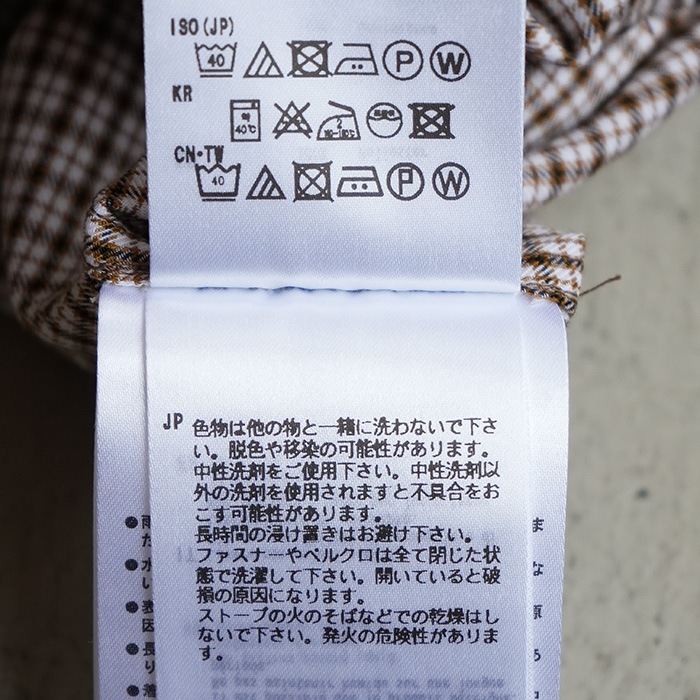 ISO(JP)
40 P W
KR
40℃ 2
CN・TW
40 P W
JP 色物は他の物と一緒に洗わないで下さ
い。脱色や移染の可能性があります。
中性洗剤をご使用下さい。中性洗剤以
外の洗剤を使用されますと不具合をお
こす可能性があります。
長時間の浸け置きはお避け下さい。
ファスナーやベルクロは全て閉じた状
態で洗濯して下さい。開いていると破
損の原因になります。
ストーブの火のそばなどでの乾燥はし
ないで下さい。発火の危険性がありま
す。